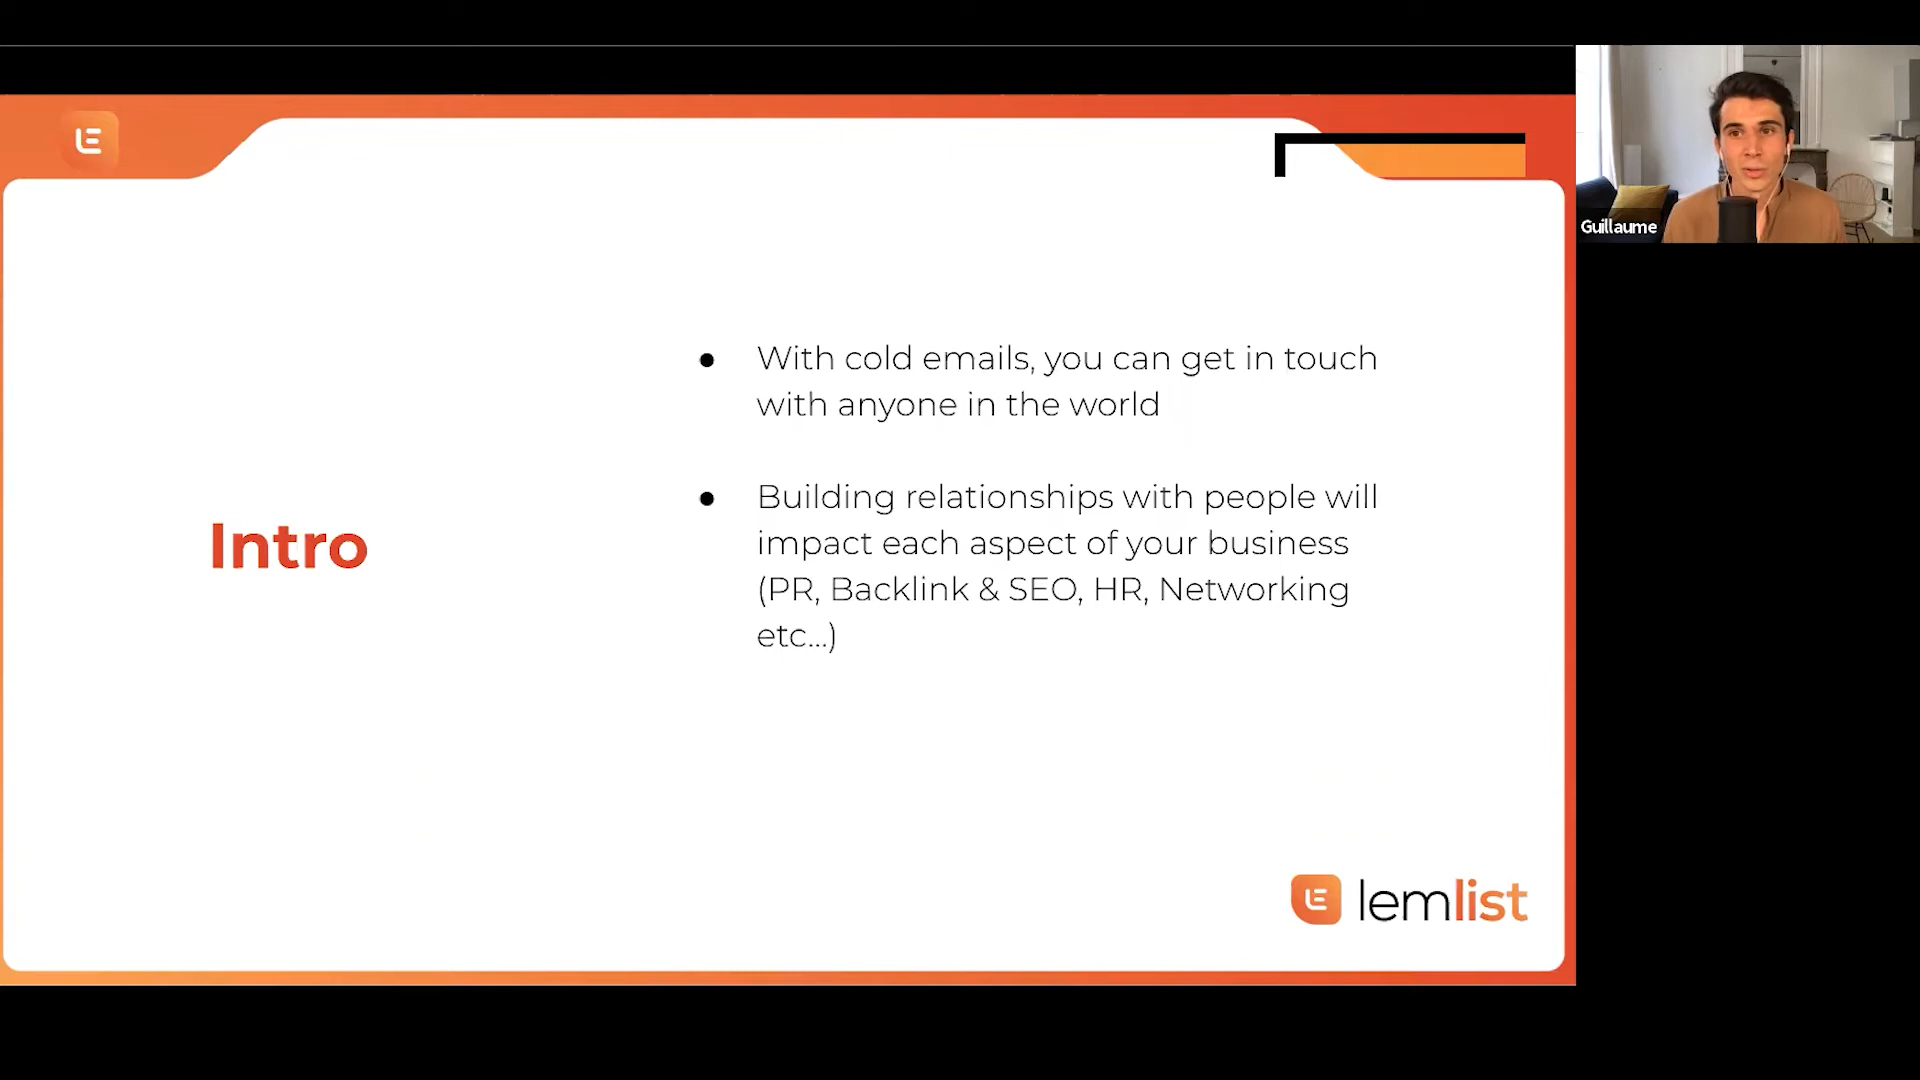 Guillaume
Intro
● With cold emails, you can get in touch
with anyone in the world
● Building relationships with people will
impact each aspect of your business
(PR, Backlink & SEO, HR, Networking
etc...)
lemlist